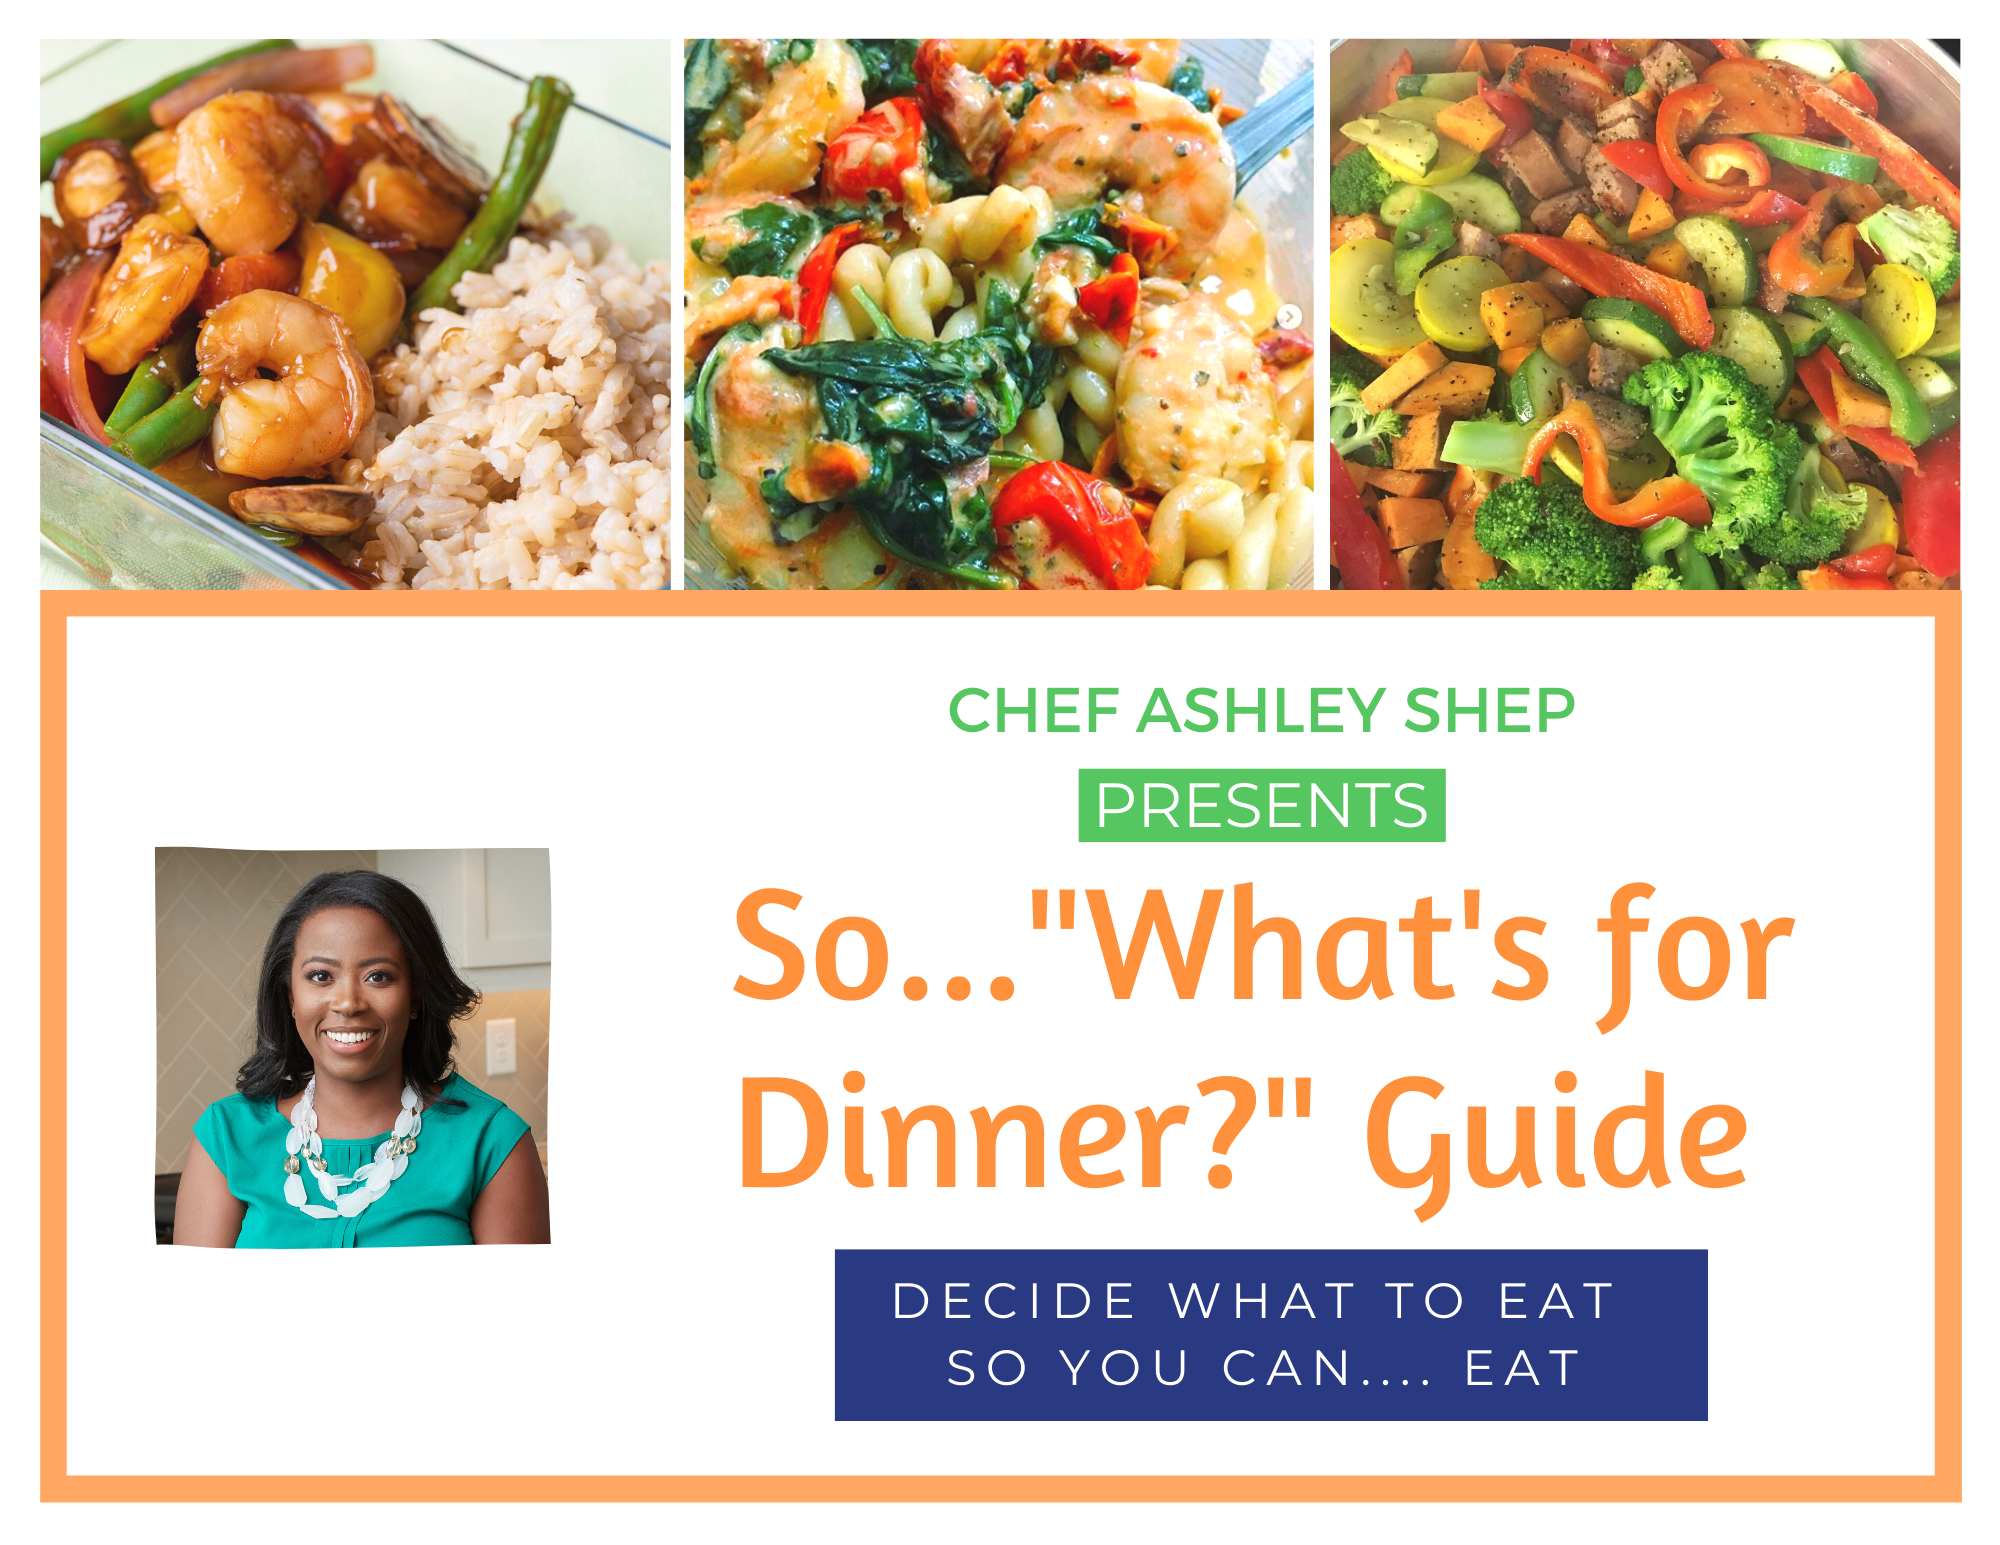 CHEF ASHLEY SHEP
PRESENTS
So..."What's for
Dinner?" Guide
DECIDE WHAT TO EAT
SO YOU CAN.... EAT